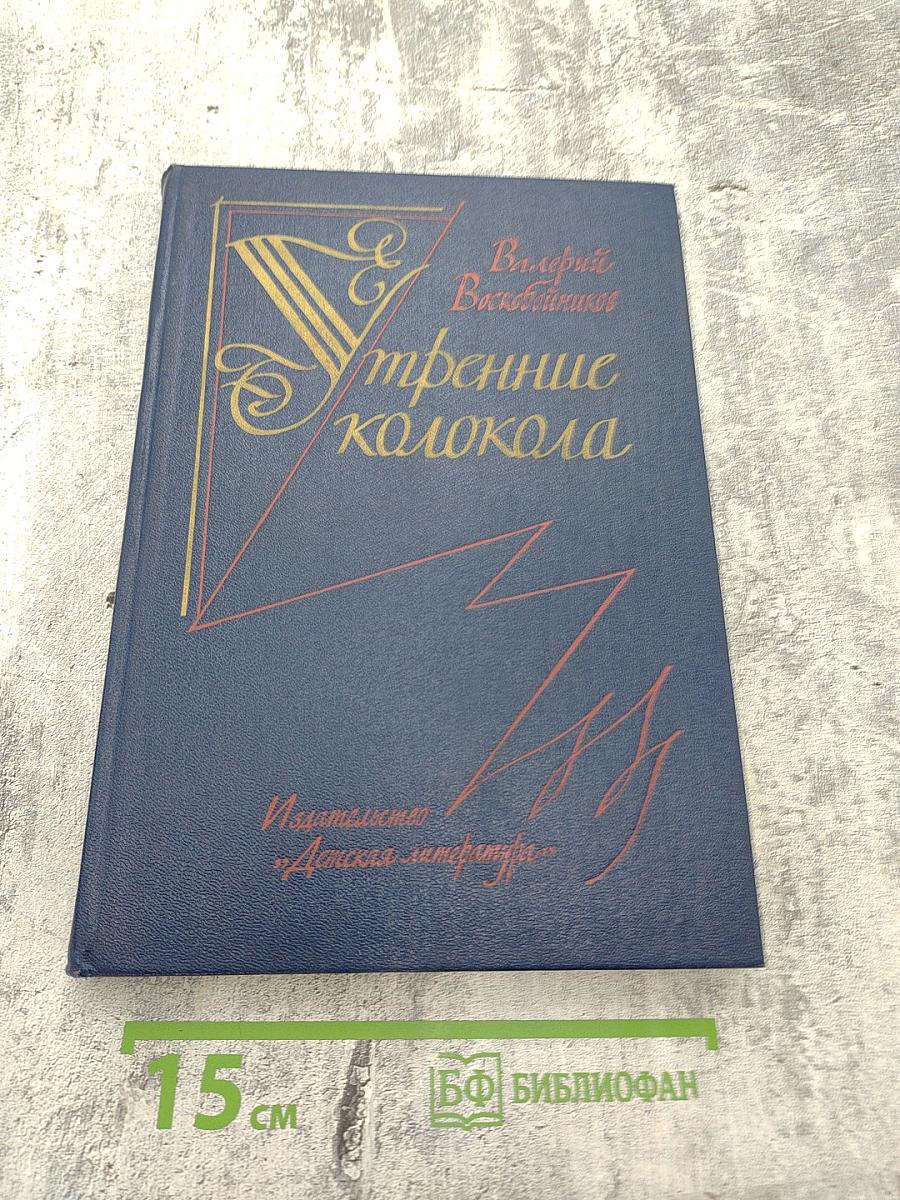 Валерий
Воскобойников
Утренние
колокола
Издательство
„Детская литература“
15 см
БФ БИБЛИОФАН